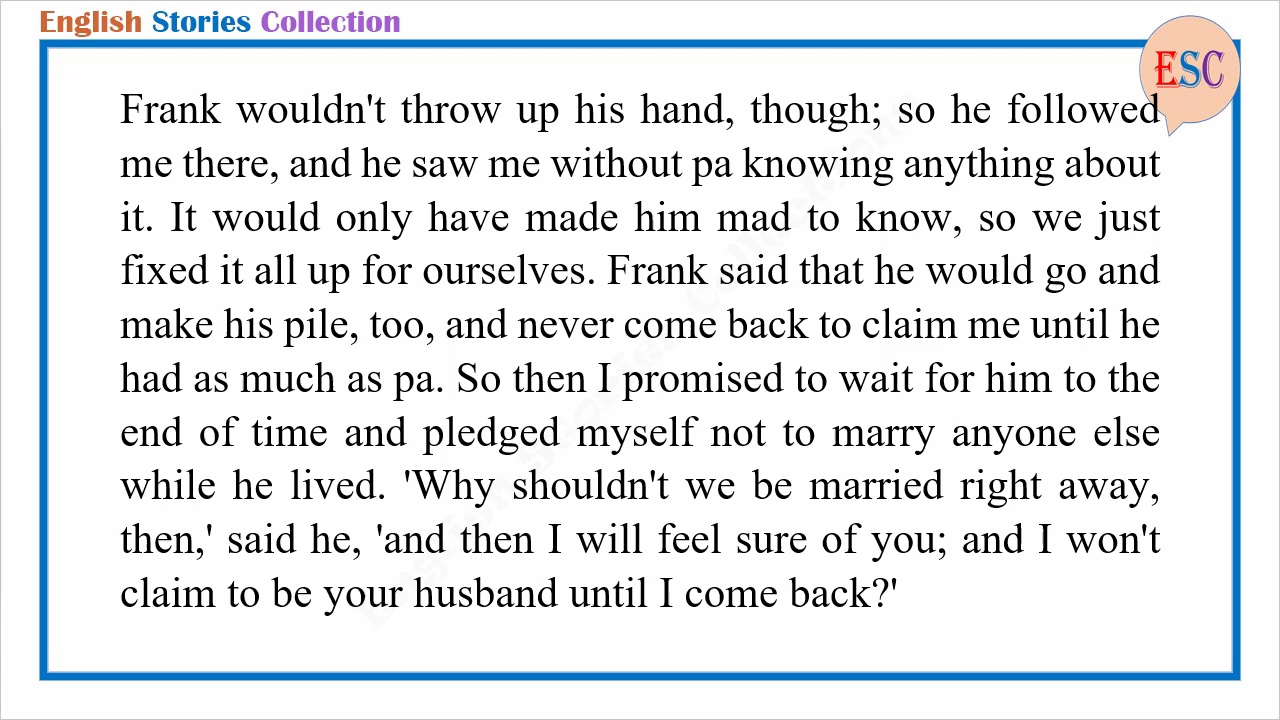 English Stories Collection
ESC
Frank wouldn't throw up his hand, though; so he followed
me there, and he saw me without pa knowing anything about
it. It would only have made him mad to know, so we just
fixed it all up for ourselves. Frank said that he would go and
make his pile, too, and never come back to claim me until he
had as much as pa. So then I promised to wait for him to the
end of time and pledged myself not to marry anyone else
while he lived. 'Why shouldn't we be married right away,
then,' said he, 'and then I will feel sure of you; and I won't
claim to be your husband until I come back?'